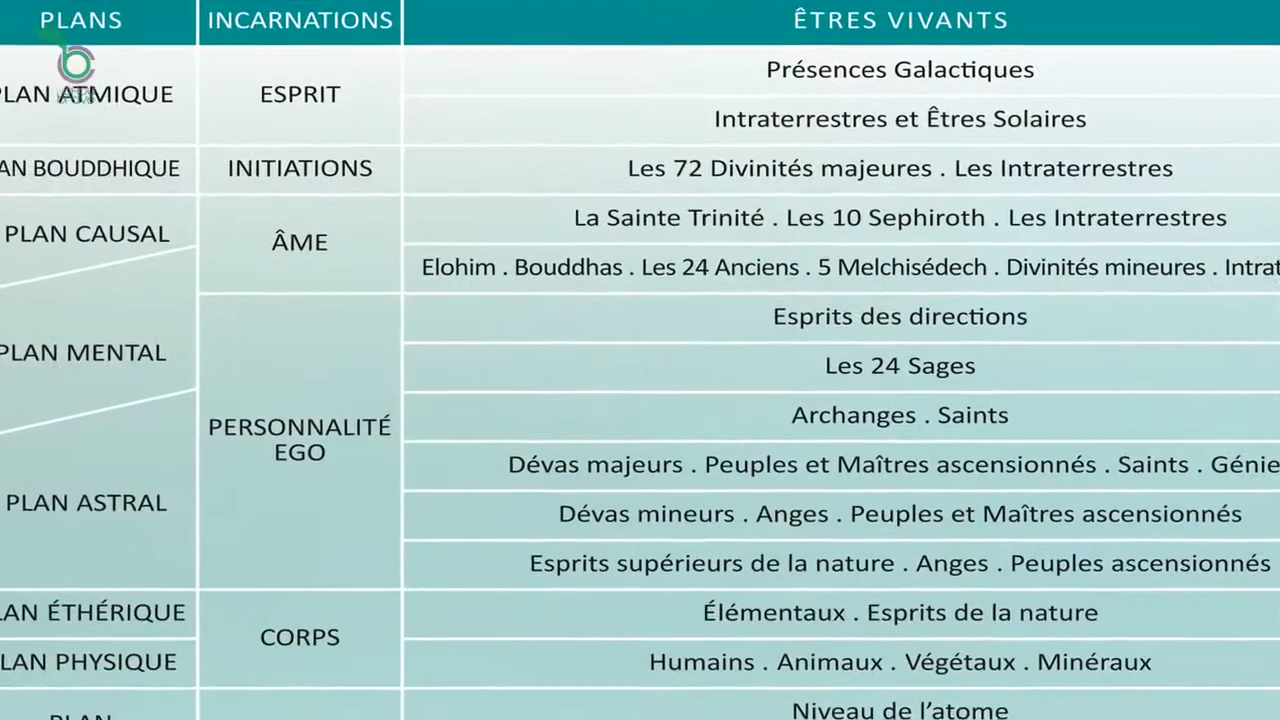 PLANS
INCARNATIONS
ÊTRES VIVANTS
PLAN ATMIQUE
ESPRIT
Présences Galactiques
Intraterrestres et Êtres Solaires
AN BOUDDHIQUE
INITIATIONS
Les 72 Divinités majeures . Les Intraterrestres
PLAN CAUSAL
ÂME
La Sainte Trinité . Les 10 Sephiroth . Les Intraterrestres
Elohim . Bouddhas . Les 24 Anciens . 5 Melchisédech . Divinités mineures . Intrat
PLAN MENTAL
PERSONNALITÉ
EGO
Esprits des directions
Les 24 Sages
Archanges . Saints
PLAN ASTRAL
Dévas majeurs . Peuples et Maîtres ascensionnés . Saints . Génie
Dévas mineurs . Anges . Peuples et Maîtres ascensionnés
Esprits supérieurs de la nature . Anges . Peuples ascensionnés
LAN ÉTHÉRIQUE
CORPS
Élémentaux . Esprits de la nature
LAN PHYSIQUE
Humains . Animaux . Végétaux . Minéraux
PLAN
Niveau de l'atome